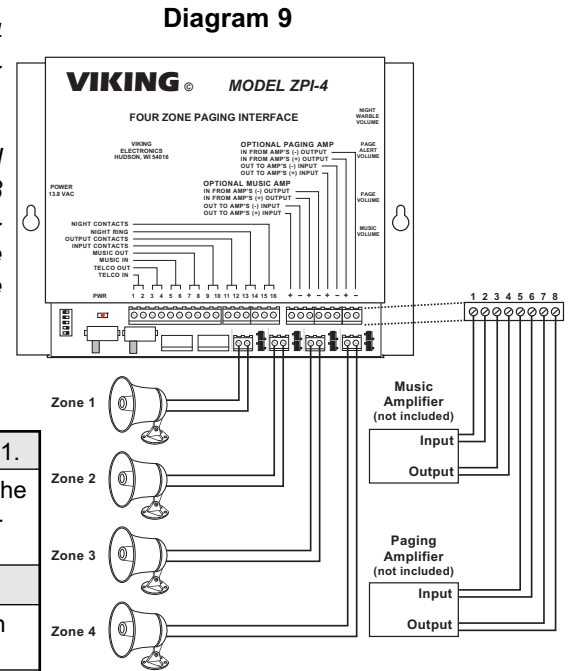 Diagram 9
VIKING ©
MODEL ZPI-4
FOUR ZONE PAGING INTERFACE
VIKING
ELECTRONICS
HUDSON, WI 54016
NIGHT
WARBLE
VOLUME
PAGE
ALERT
VOLUME
PAGE
VOLUME
MUSIC
VOLUME
OPTIONAL PAGING AMP
IN FROM AMP'S (-) OUTPUT
IN FROM AMP'S (+) OUTPUT
OUT TO AMP'S (-) INPUT
OUT TO AMP'S (+) INPUT
OPTIONAL MUSIC AMP
IN FROM AMP'S (-) OUTPUT
IN FROM AMP'S (+) OUTPUT
OUT TO AMP'S (-) INPUT
OUT TO AMP'S (+) INPUT
POWER
13.8 VAC
NIGHT CONTACTS
NIGHT RING
OUTPUT CONTACTS
INPUT CONTACTS
MUSIC OUT
MUSIC IN
TELCO OUT
TELCO IN
PWR
1 2 3 4 5 6 7 8 9 10 11 12 13 14 15 16
+ - + - + - + -
1 2 3 4 5 6 7 8
Zone 1
Zone 2
Zone 3
Zone 4
Music
Amplifier
(not included)
Input
Output
Paging
Amplifier
(not included)
Input
Output
1.